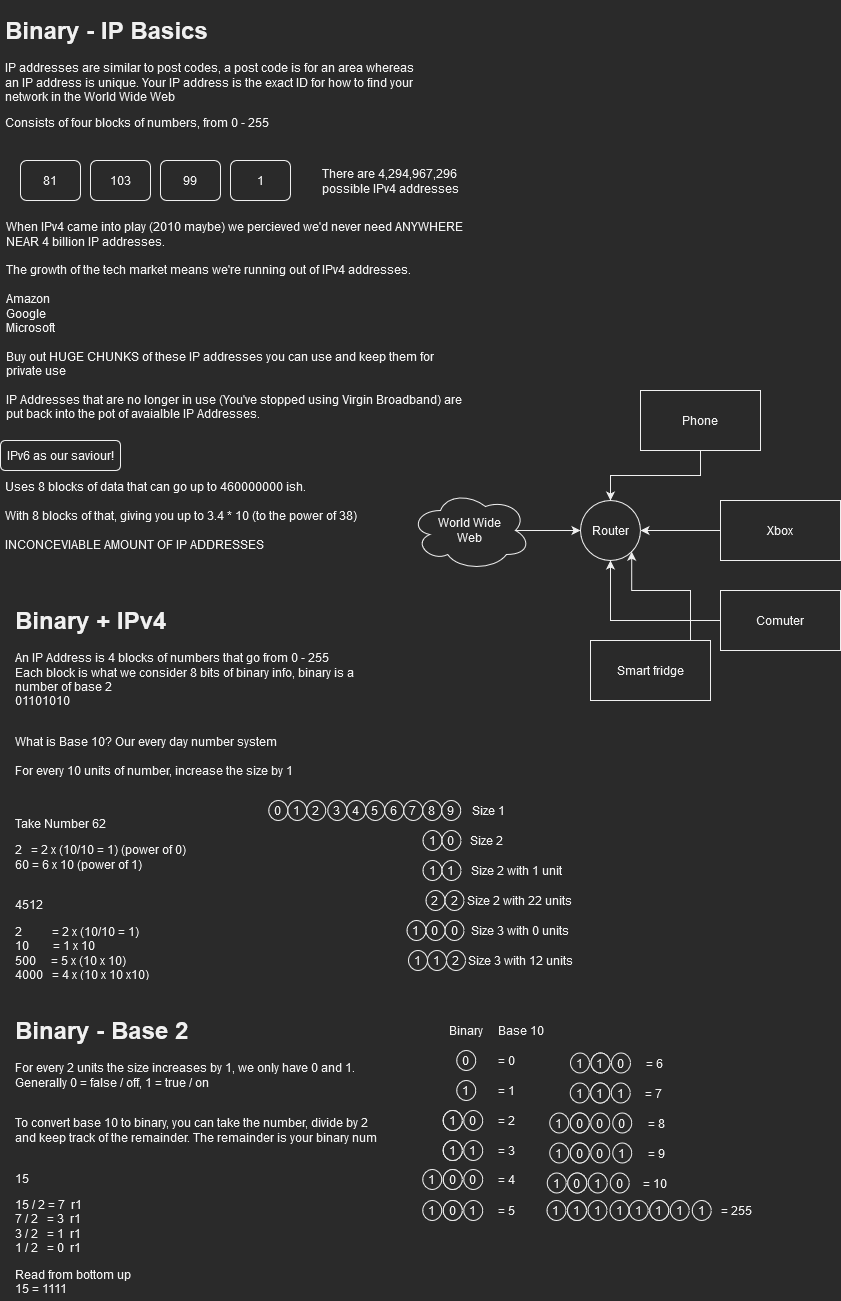 Binary - IP Basics
IP addresses are similar to post codes, a post code is for an area whereas
an IP address is unique. Your IP address is the exact ID for how to find your
network in the World Wide Web
Consists of four blocks of numbers, from 0 - 255
81 103 99 1
There are 4,294,967,296
possible IPv4 addresses
When IPv4 came into play (2010 maybe) we percieved we'd never need ANYWHERE
NEAR 4 billion IP addresses.
The growth of the tech market means we're running out of IPv4 addresses.
Amazon
Google
Microsoft
Buy out HUGE CHUNKS of these IP addresses you can use and keep them for
private use
IP Addresses that are no longer in use (You've stopped using Virgin Broadband) are
put back into the pot of avaialble IP Addresses.
IPv6 as our saviour!
Uses 8 blocks of data that can go up to 460000000 ish.
With 8 blocks of that, giving you up to 3.4 * 10 (to the power of 38)
INCONCEVIABLE AMOUNT OF IP ADDRESSES
Phone
World Wide
Web
Router
Xbox
Comuter
Smart fridge
Binary + IPv4
An IP Address is 4 blocks of numbers that go from 0 - 255
Each block is what we consider 8 bits of binary info, binary is a
number of base 2
01101010
What is Base 10? Our every day number system
For every 10 units of number, increase the size by 1
Take Number 62
2 = 2 x (10/10 = 1) (power of 0)
60 = 6 x 10 (power of 1)
4512
2 = 2 x (10/10 = 1)
10 = 1 x 10
500 = 5 x (10 x 10)
4000 = 4 x (10 x 10 x10)
0 1 2 3 4 5 6 7 8 9 Size 1
1 0 Size 2
1 1 Size 2 with 1 unit
2 2 Size 2 with 22 units
1 0 0 Size 3 with 0 units
1 1 2 Size 3 with 12 units
Binary - Base 2
For every 2 units the size increases by 1, we only have 0 and 1.
Generally 0 = false / off, 1 = true / on
To convert base 10 to binary, you can take the number, divide by 2
and keep track of the remainder. The remainder is your binary num
15
15 / 2 = 7 r1
7 / 2 = 3 r1
3 / 2 = 1 r1
1 / 2 = 0 r1
Read from bottom up
15 = 1111
Binary Base 10
0 = 0
1 = 1
1 0 = 2
1 1 = 3
1 0 0 = 4
1 0 1 = 5
1 1 0 = 6
1 1 1 = 7
1 0 0 0 = 8
1 0 0 1 = 9
1 0 1 0 = 10
1 1 1 1 1 1 1 1 = 255